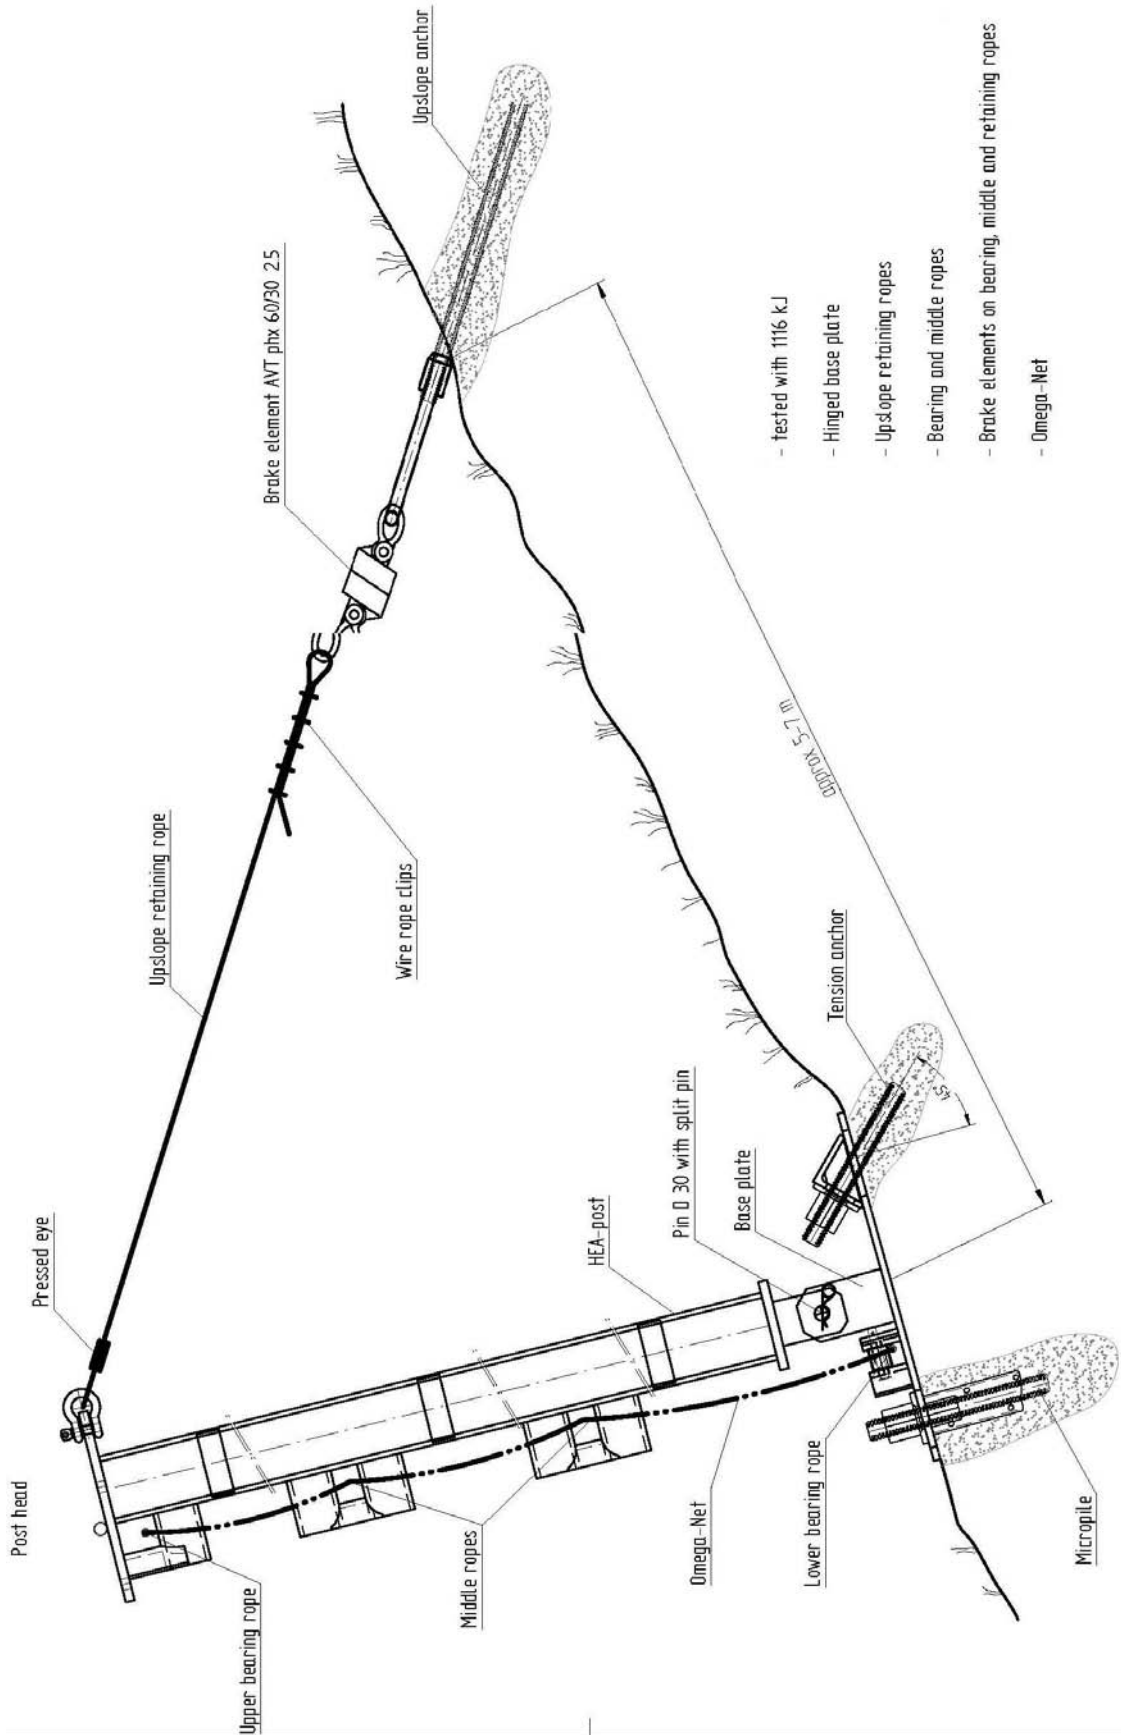 Post head
Pressed eye
Upslope retaining rope
Brake element AVT phx 60/30 2.5
Upslope anchor
Wire rope clips
Upper bearing rope
Middle ropes
HEA-post
Pin D 30 with split pin
Base plate
Tension anchor
45°
approx 5-7 m
Omega-Net
Lower bearing rope
Micropile
- tested with 1116 kJ
- Hinged base plate
- Upslope retaining ropes
- Bearing and middle ropes
- Brake elements on bearing, middle and retaining ropes
- Omega-Net